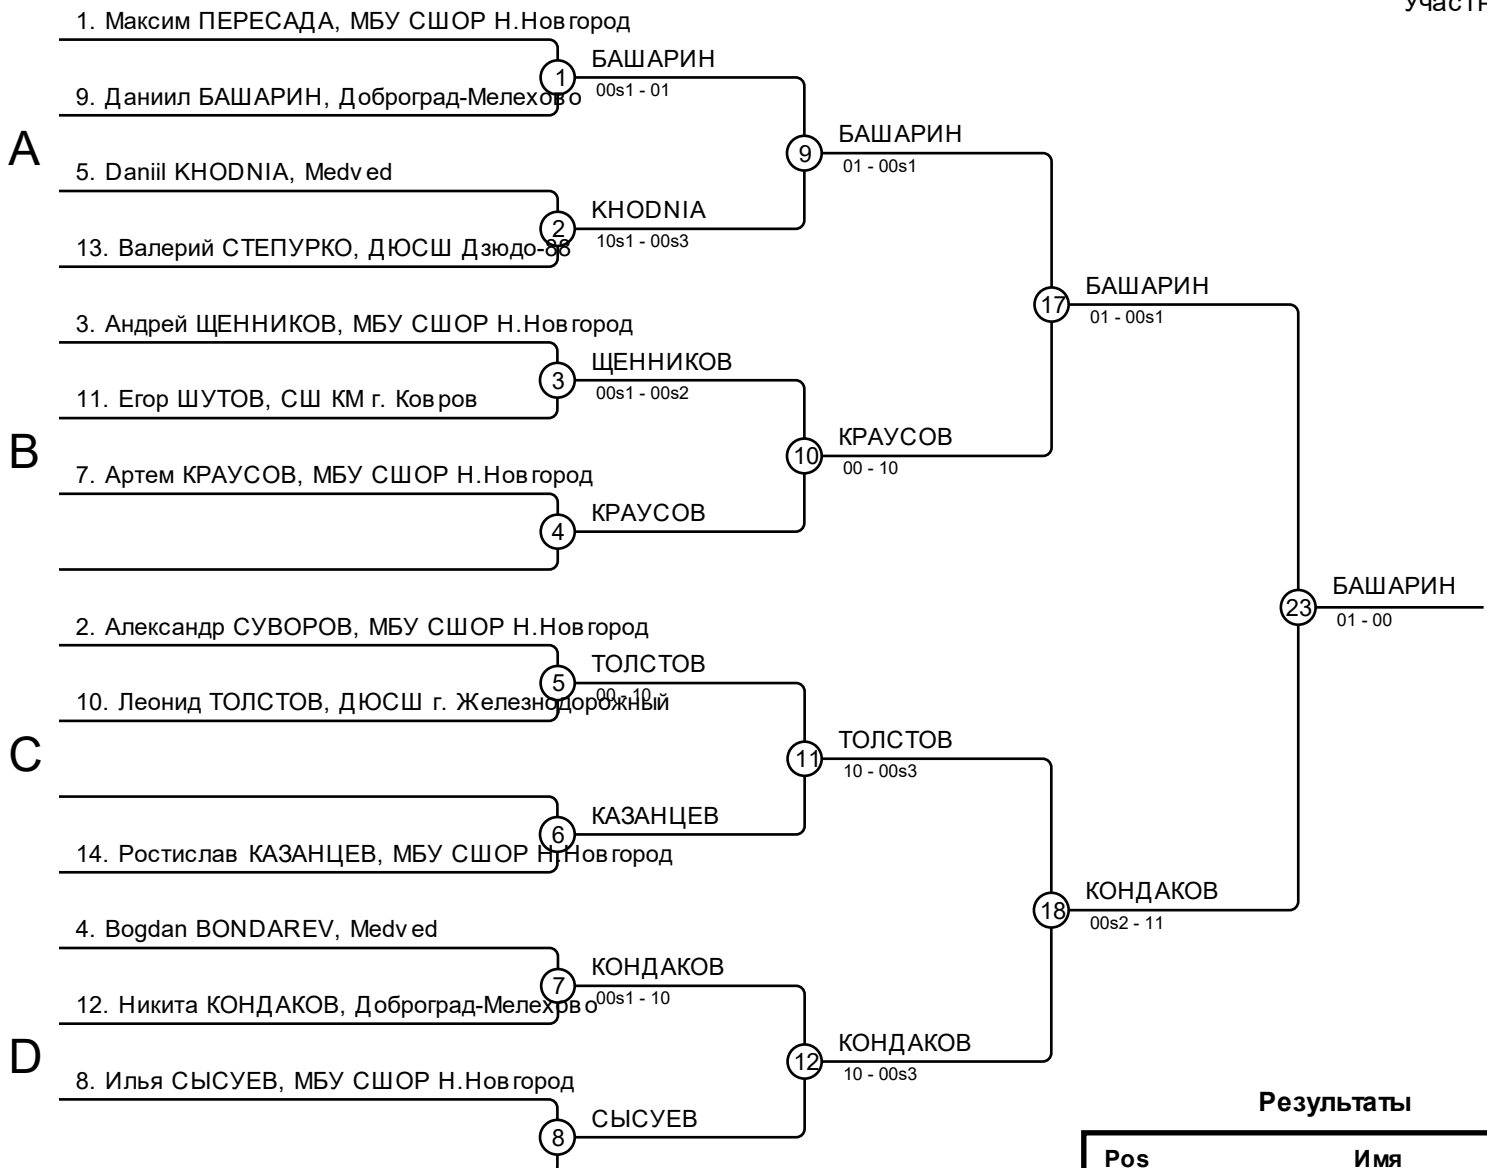 Участн
1. Максим ПЕРЕСАДА, МБУ СШОР Н.Новгород
1
БАШАРИН
00s1 - 01
9. Даниил БАШАРИН, Доброград-Мелехово
A
9
БАШАРИН
01 - 00s1
5. Daniil KHODNIA, Medved
2
KHODNIA
10s1 - 00s3
13. Валерий СТЕПУРКО, ДЮСШ Дзюдо-88
17
БАШАРИН
01 - 00s1
3. Андрей ЩЕННИКОВ, МБУ СШОР Н.Новгород
3
ЩЕННИКОВ
00s1 - 00s2
11. Егор ШУТОВ, СШ КМ г. Ковров
B
10
КРАУСОВ
00 - 10
7. Артем КРАУСОВ, МБУ СШОР Н.Новгород
4
КРАУСОВ
23
БАШАРИН
01 - 00
2. Александр СУВОРОВ, МБУ СШОР Н.Новгород
5
ТОЛСТОВ
00 - 10
10. Леонид ТОЛСТОВ, ДЮСШ г. Железнодорожный
C
11
ТОЛСТОВ
10 - 00s3
6
КАЗАНЦЕВ
14. Ростислав КАЗАНЦЕВ, МБУ СШОР Н.Новгород
18
КОНДАКОВ
00s2 - 11
4. Bogdan BONDAREV, Medved
7
КОНДАКОВ
00s1 - 10
12. Никита КОНДАКОВ, Доброград-Мелехово
D
12
КОНДАКОВ
10 - 00s3
8. Илья СЫСУЕВ, МБУ СШОР Н.Новгород
8
СЫСУЕВ
Результаты
Pos Имя